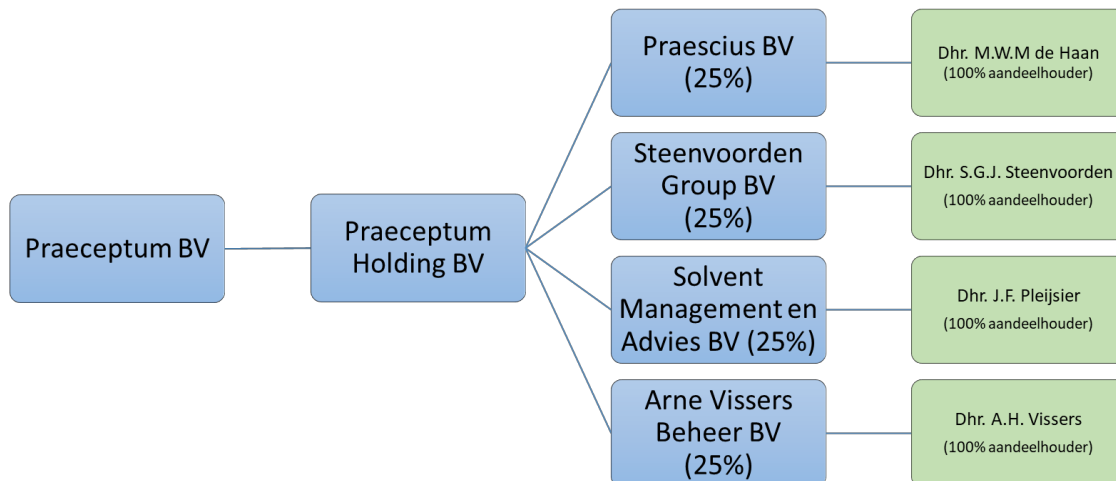 Praeceptum BV
Praeceptum
Holding BV
Praescius BV
(25%)
Dhr. M.W.M de Haan
(100% aandeelhouder)
Steenvoorden
Group BV
(25%)
Dhr. S.G.J. Steenvoorden
(100% aandeelhouder)
Solvent
Management en
Advies BV (25%)
Dhr. J.F. Pleijsier
(100% aandeelhouder)
Arne Vissers
Beheer BV
(25%)
Dhr. A.H. Vissers
(100% aandeelhouder)